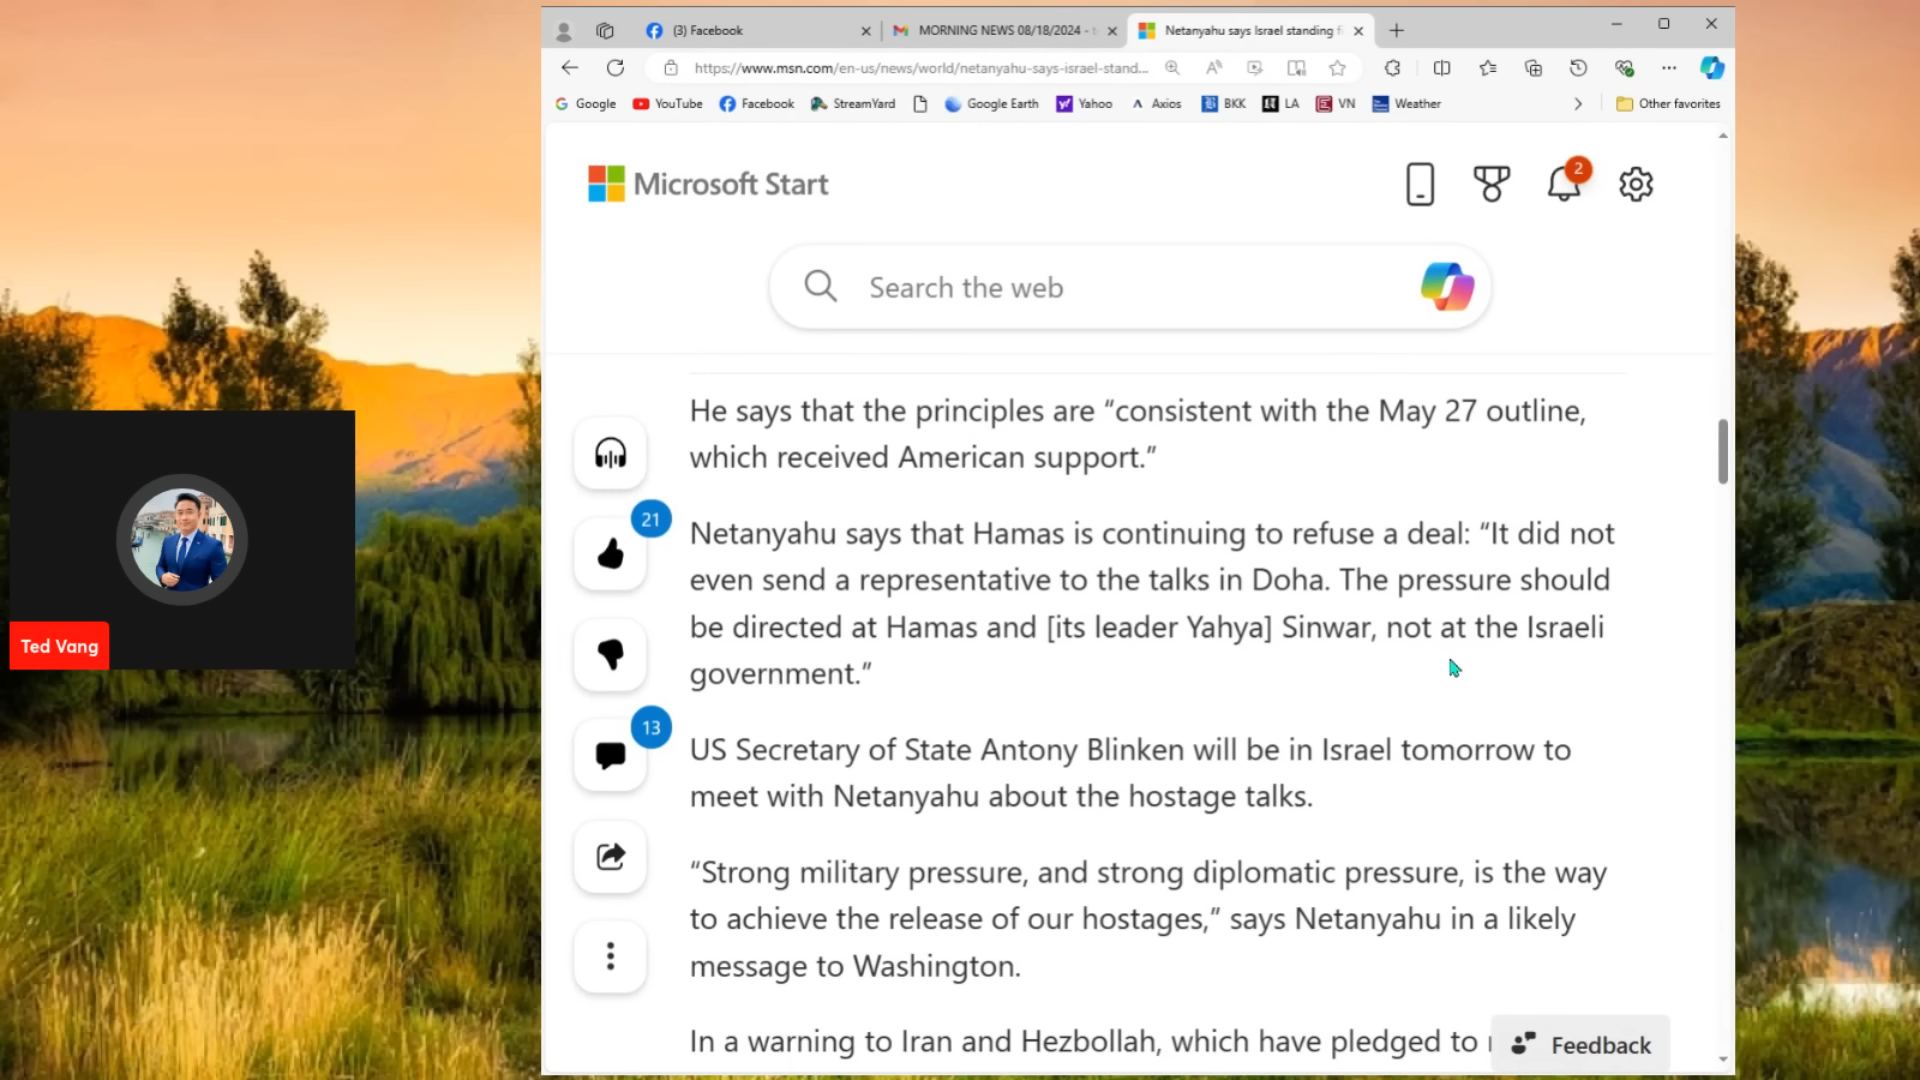 (3) Facebook
MORNING NEWS 08/18/2024 -
Netanyahu says Israel standing f
https://www.msn.com/en-us/news/world/netanyahu-says-israel-stand...
Google
YouTube
Facebook
StreamYard
Google Earth
Yahoo
Axios
BKK
LA
VN
Weather
Other favorites
Microsoft Start
2
Search the web
He says that the principles are “consistent with the May 27 outline,
which received American support.”
21
Netanyahu says that Hamas is continuing to refuse a deal: “It did not
even send a representative to the talks in Doha. The pressure should
be directed at Hamas and [its leader Yahya] Sinwar, not at the Israeli
government.”
Ted Vang
13
US Secretary of State Antony Blinken will be in Israel tomorrow to
meet with Netanyahu about the hostage talks.
“Strong military pressure, and strong diplomatic pressure, is the way
to achieve the release of our hostages,” says Netanyahu in a likely
message to Washington.
In a warning to Iran and Hezbollah, which have pledged to
Feedback